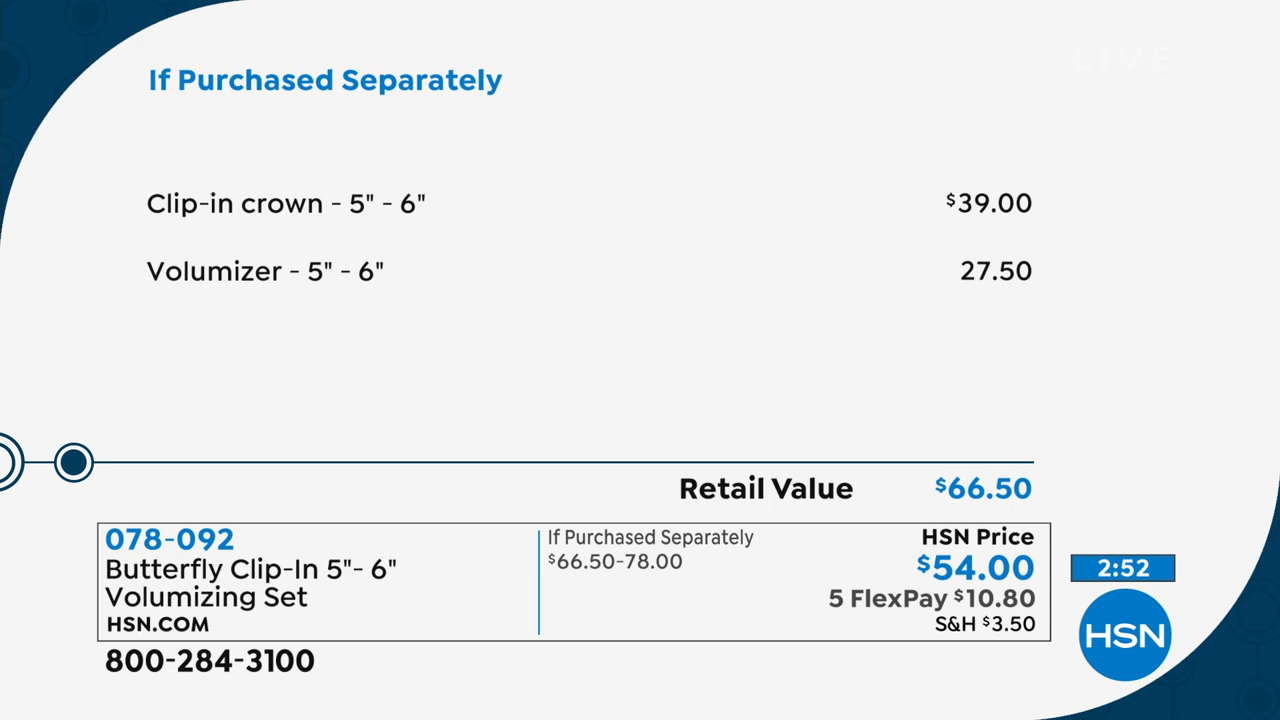 LIVE
If Purchased Separately
Clip-in crown - 5" - 6" $39.00
Volumizer - 5" - 6" 27.50
Retail Value $66.50
078-092
Butterfly Clip-In 5"- 6"
Volumizing Set
HSN.COM
If Purchased Separately
$66.50-78.00
HSN Price
$54.00
5 FlexPay $10.80
S&H $3.50
2:52
HSN
800-284-3100